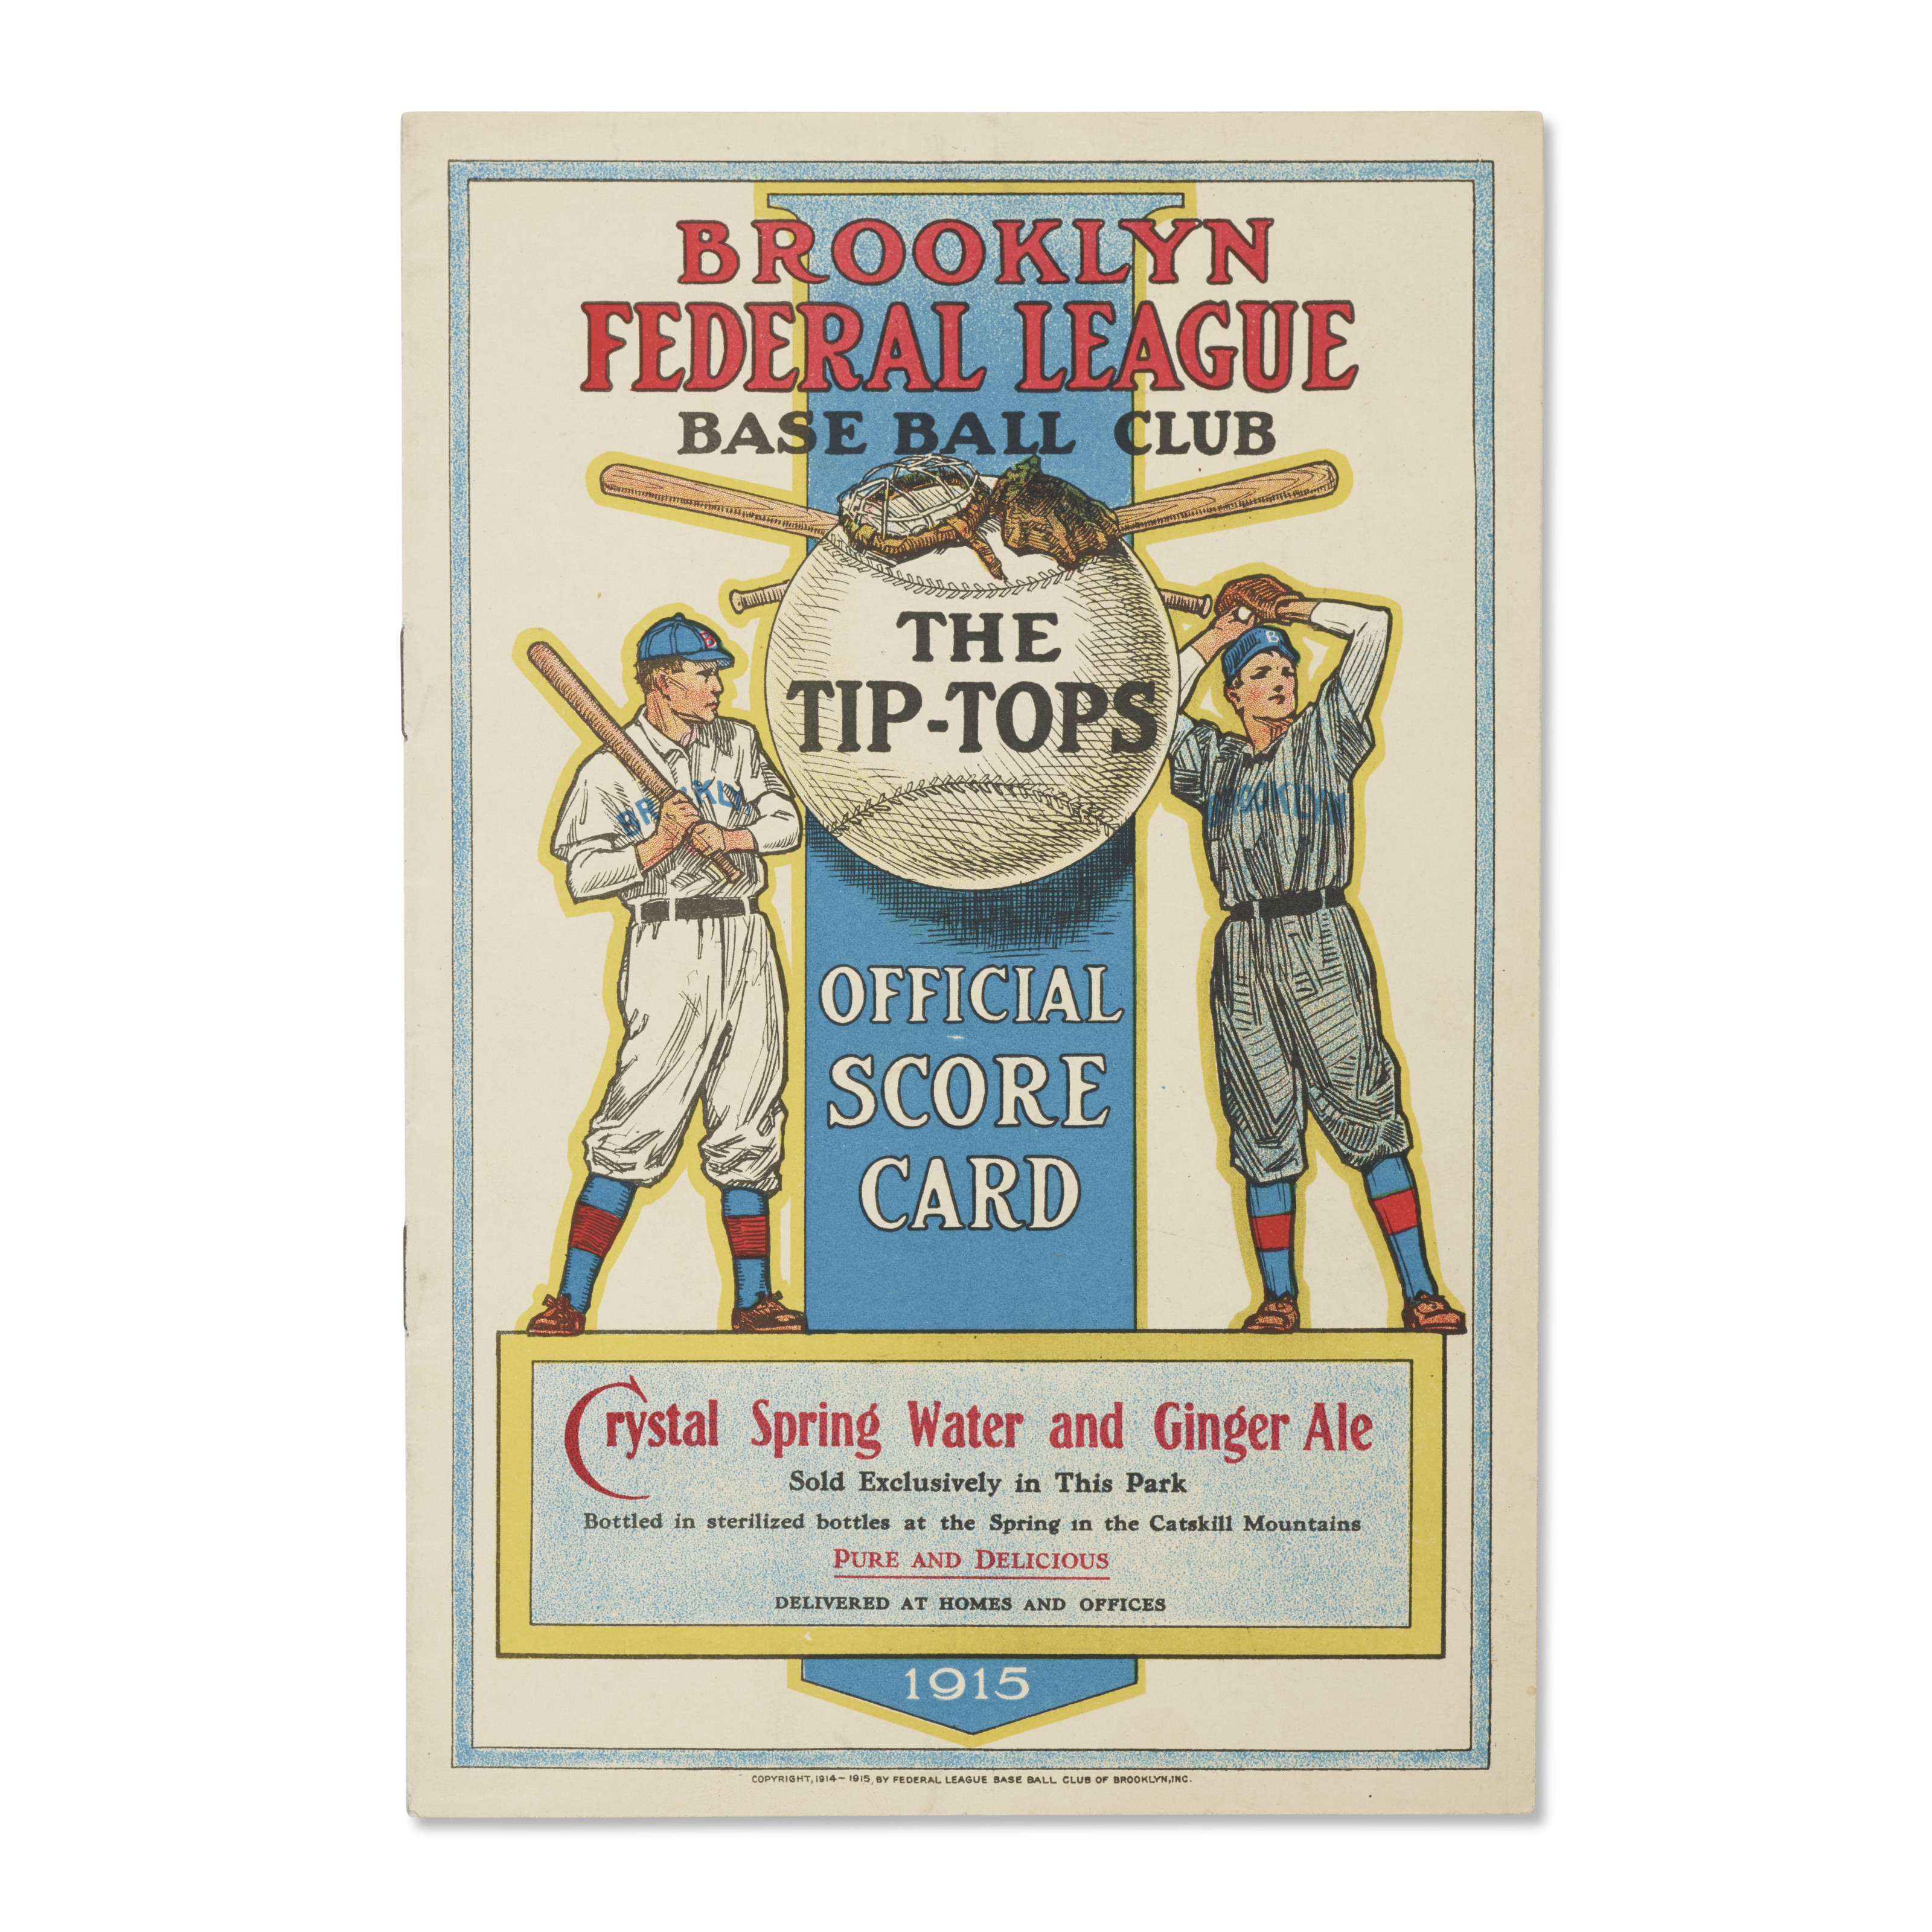 BROOKLYN
FEDERAL LEAGUE
BASE BALL CLUB
THE
TIP-TOPS
B
B
BROOKLYN
OFFICIAL
SCORE
CARD
Crystal Spring Water and Ginger Ale
Sold Exclusively in This Park
Bottled in sterilized bottles at the Spring in the Catskill Mountains
PURE AND DELICIOUS
DELIVERED AT HOMES AND OFFICES
1915
COPYRIGHT, 1914-1915, BY FEDERAL LEAGUE BASE BALL CLUB OF BROOKLYN, INC.